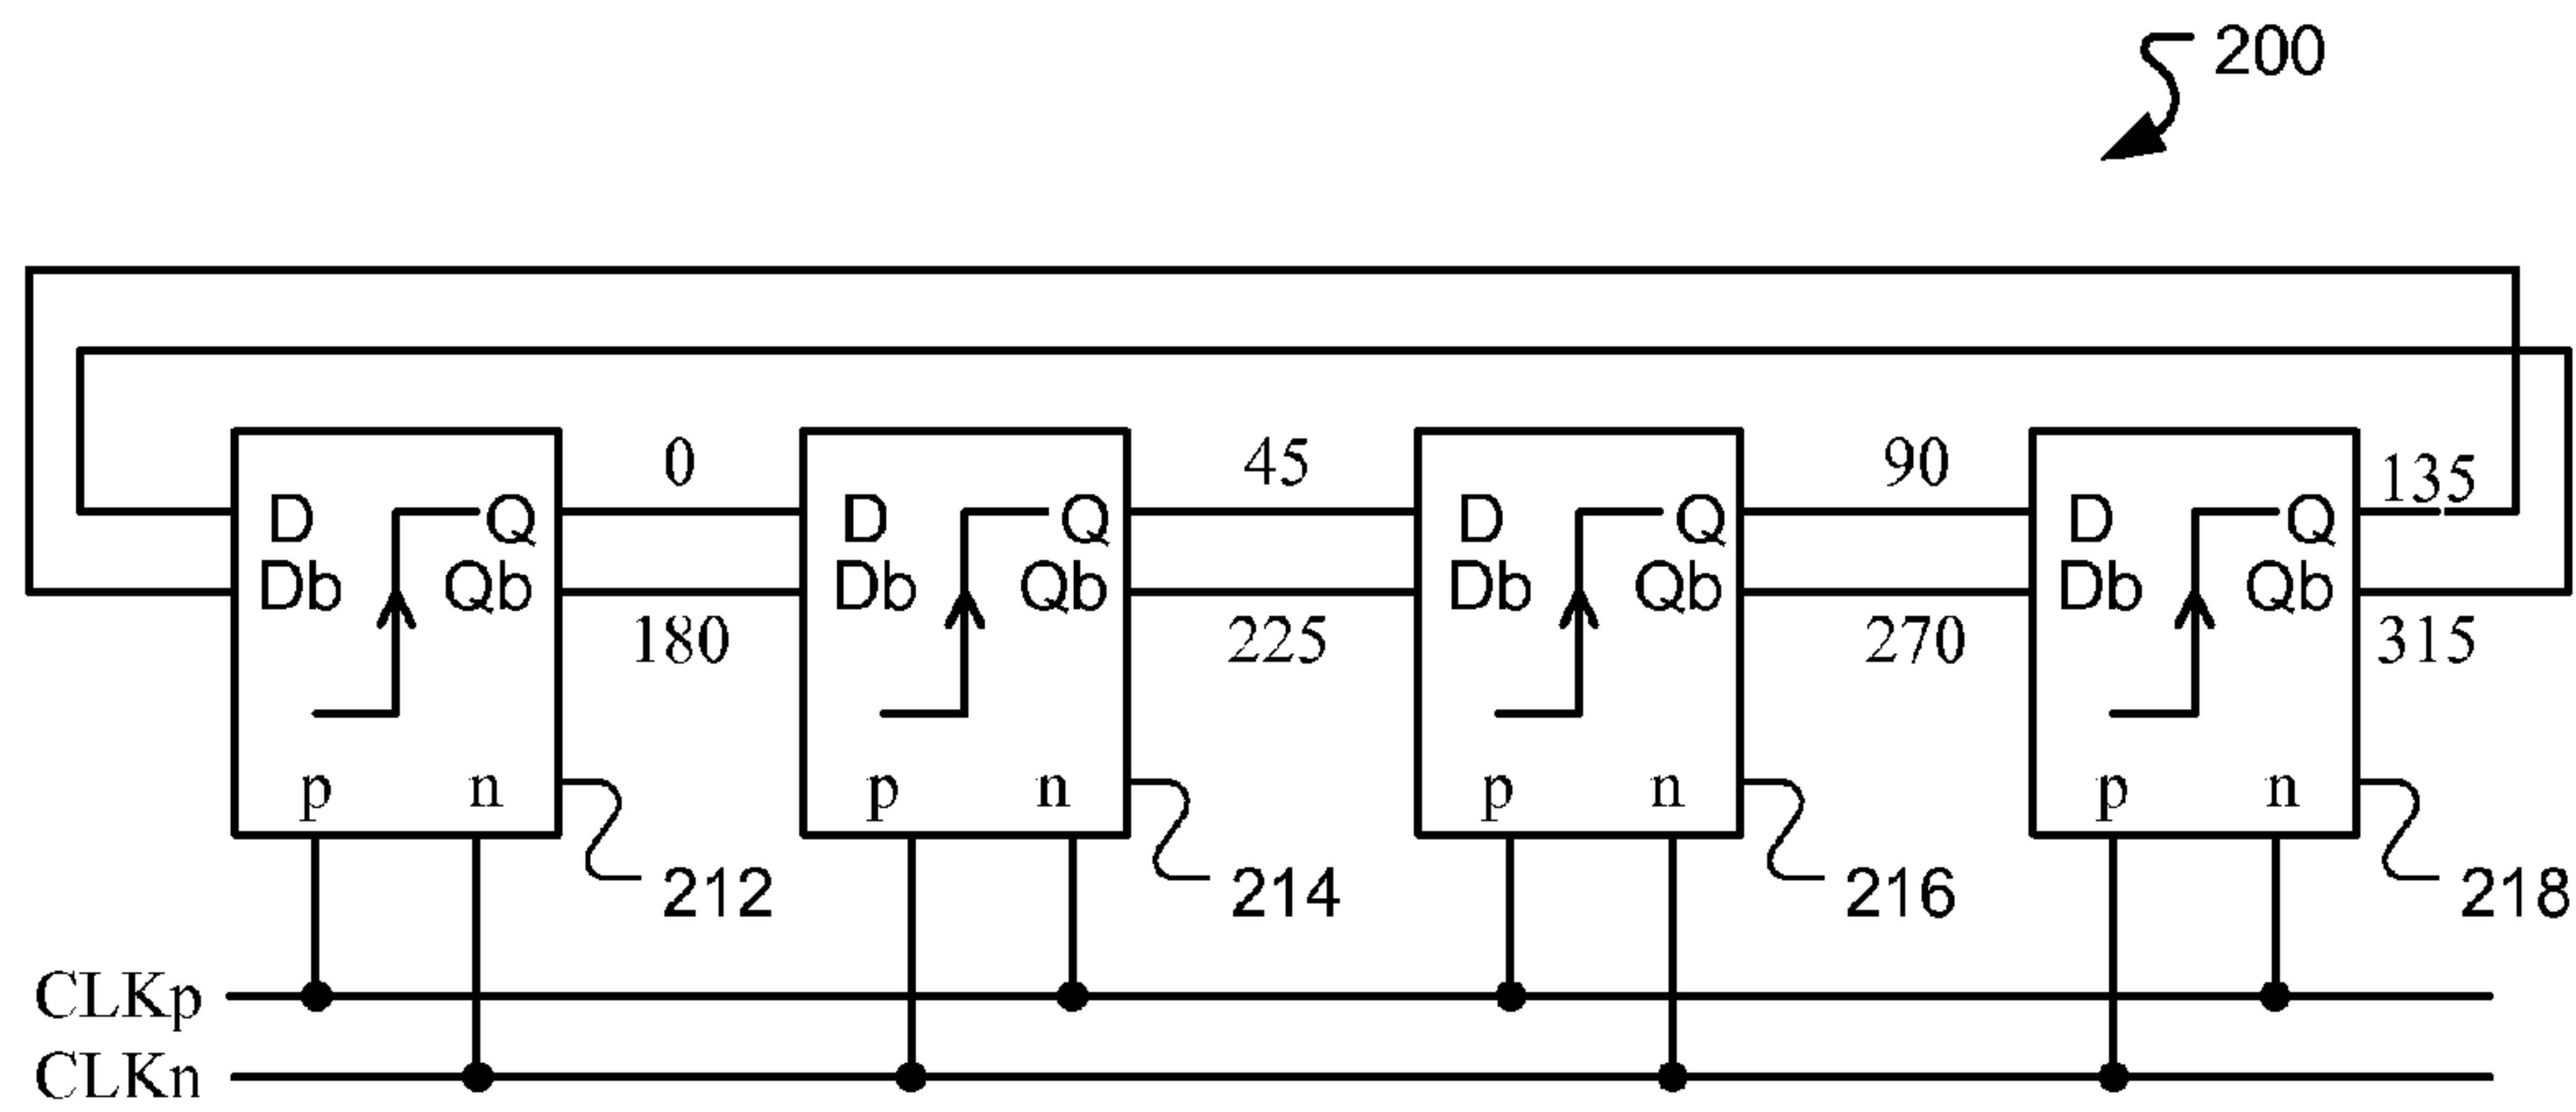 200
0 45 90 135
D Q D Q D Q D Q
Db Qb Db Qb Db Qb Db Qb
180 225 270 315
p n p n p n p n
212 214 216 218
CLKp
CLKn